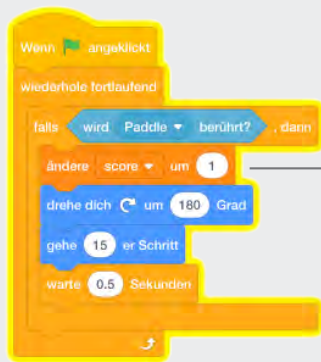 Wenn angeklickt
wiederhole fortlaufend
falls wird Paddle berührt? , dann
ändere score um 1
drehe dich um 180 Grad
gehe 15 er Schritt
warte 0.5 Sekunden